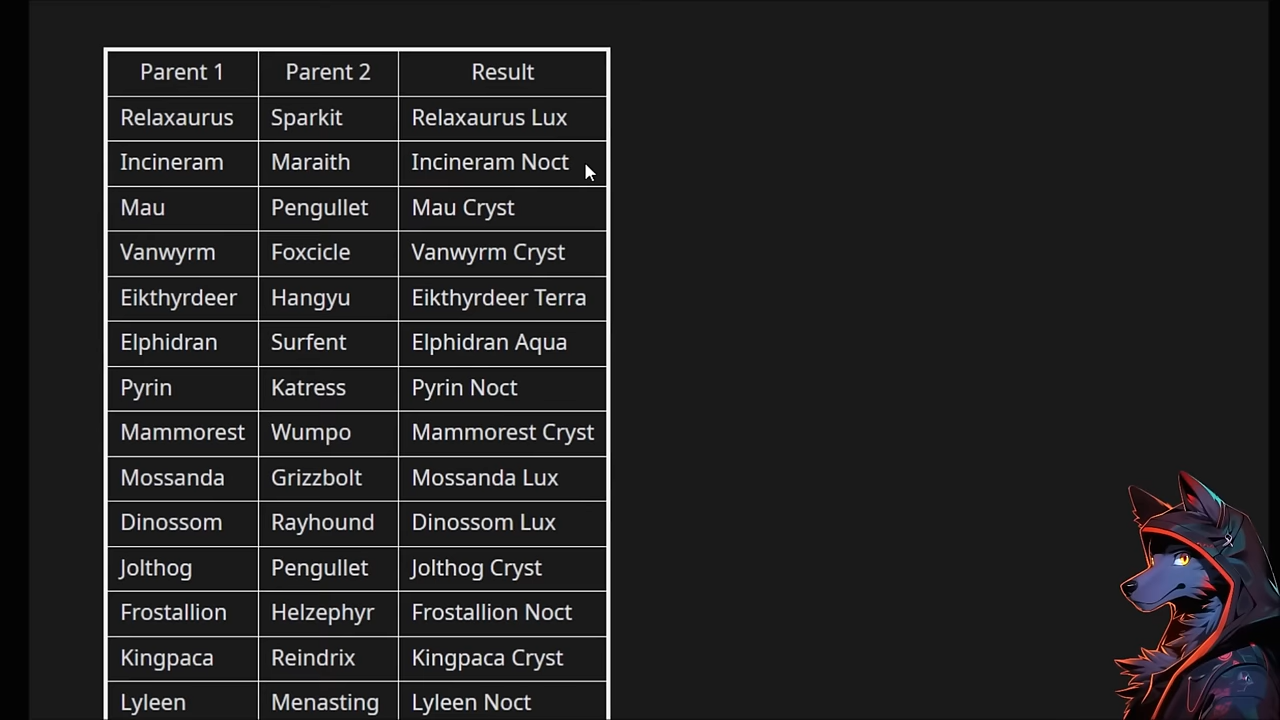 Parent 1 Parent 2 Result
Relaxaurus Sparkit Relaxaurus Lux
Incineram Maraith Incineram Noct
Mau Pengullet Mau Cryst
Vanwyrm Foxcicle Vanwyrm Cryst
Eikthyrdeer Hangyu Eikthyrdeer Terra
Elphidran Surfent Elphidran Aqua
Pyrin Katress Pyrin Noct
Mammorest Wumpo Mammorest Cryst
Mossanda Grizzbolt Mossanda Lux
Dinossom Rayhound Dinossom Lux
Jolthog Pengullet Jolthog Cryst
Frostallion Helzephyr Frostallion Noct
Kingpaca Reindrix Kingpaca Cryst
Lyleen Menasting Lyleen Noct